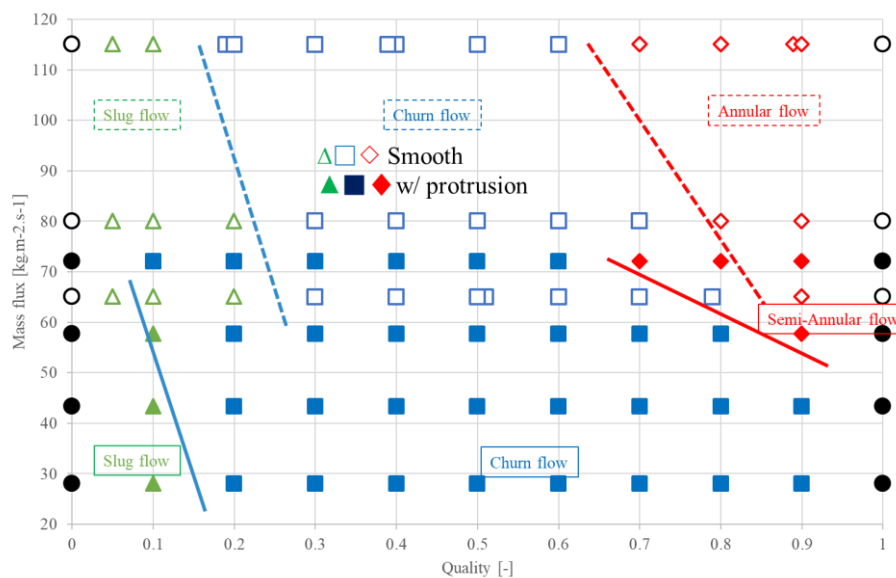 120
110
100
90
80
70
60
50
40
30
20
Mass flux [kg.m-2.s-1]
Slug flow
Churn flow
Annular flow
Smooth
w/ protrusion
Semi-Annular flow
Slug flow
Churn flow
0 0.1 0.2 0.3 0.4 0.5 0.6 0.7 0.8 0.9 1
Quality [-]